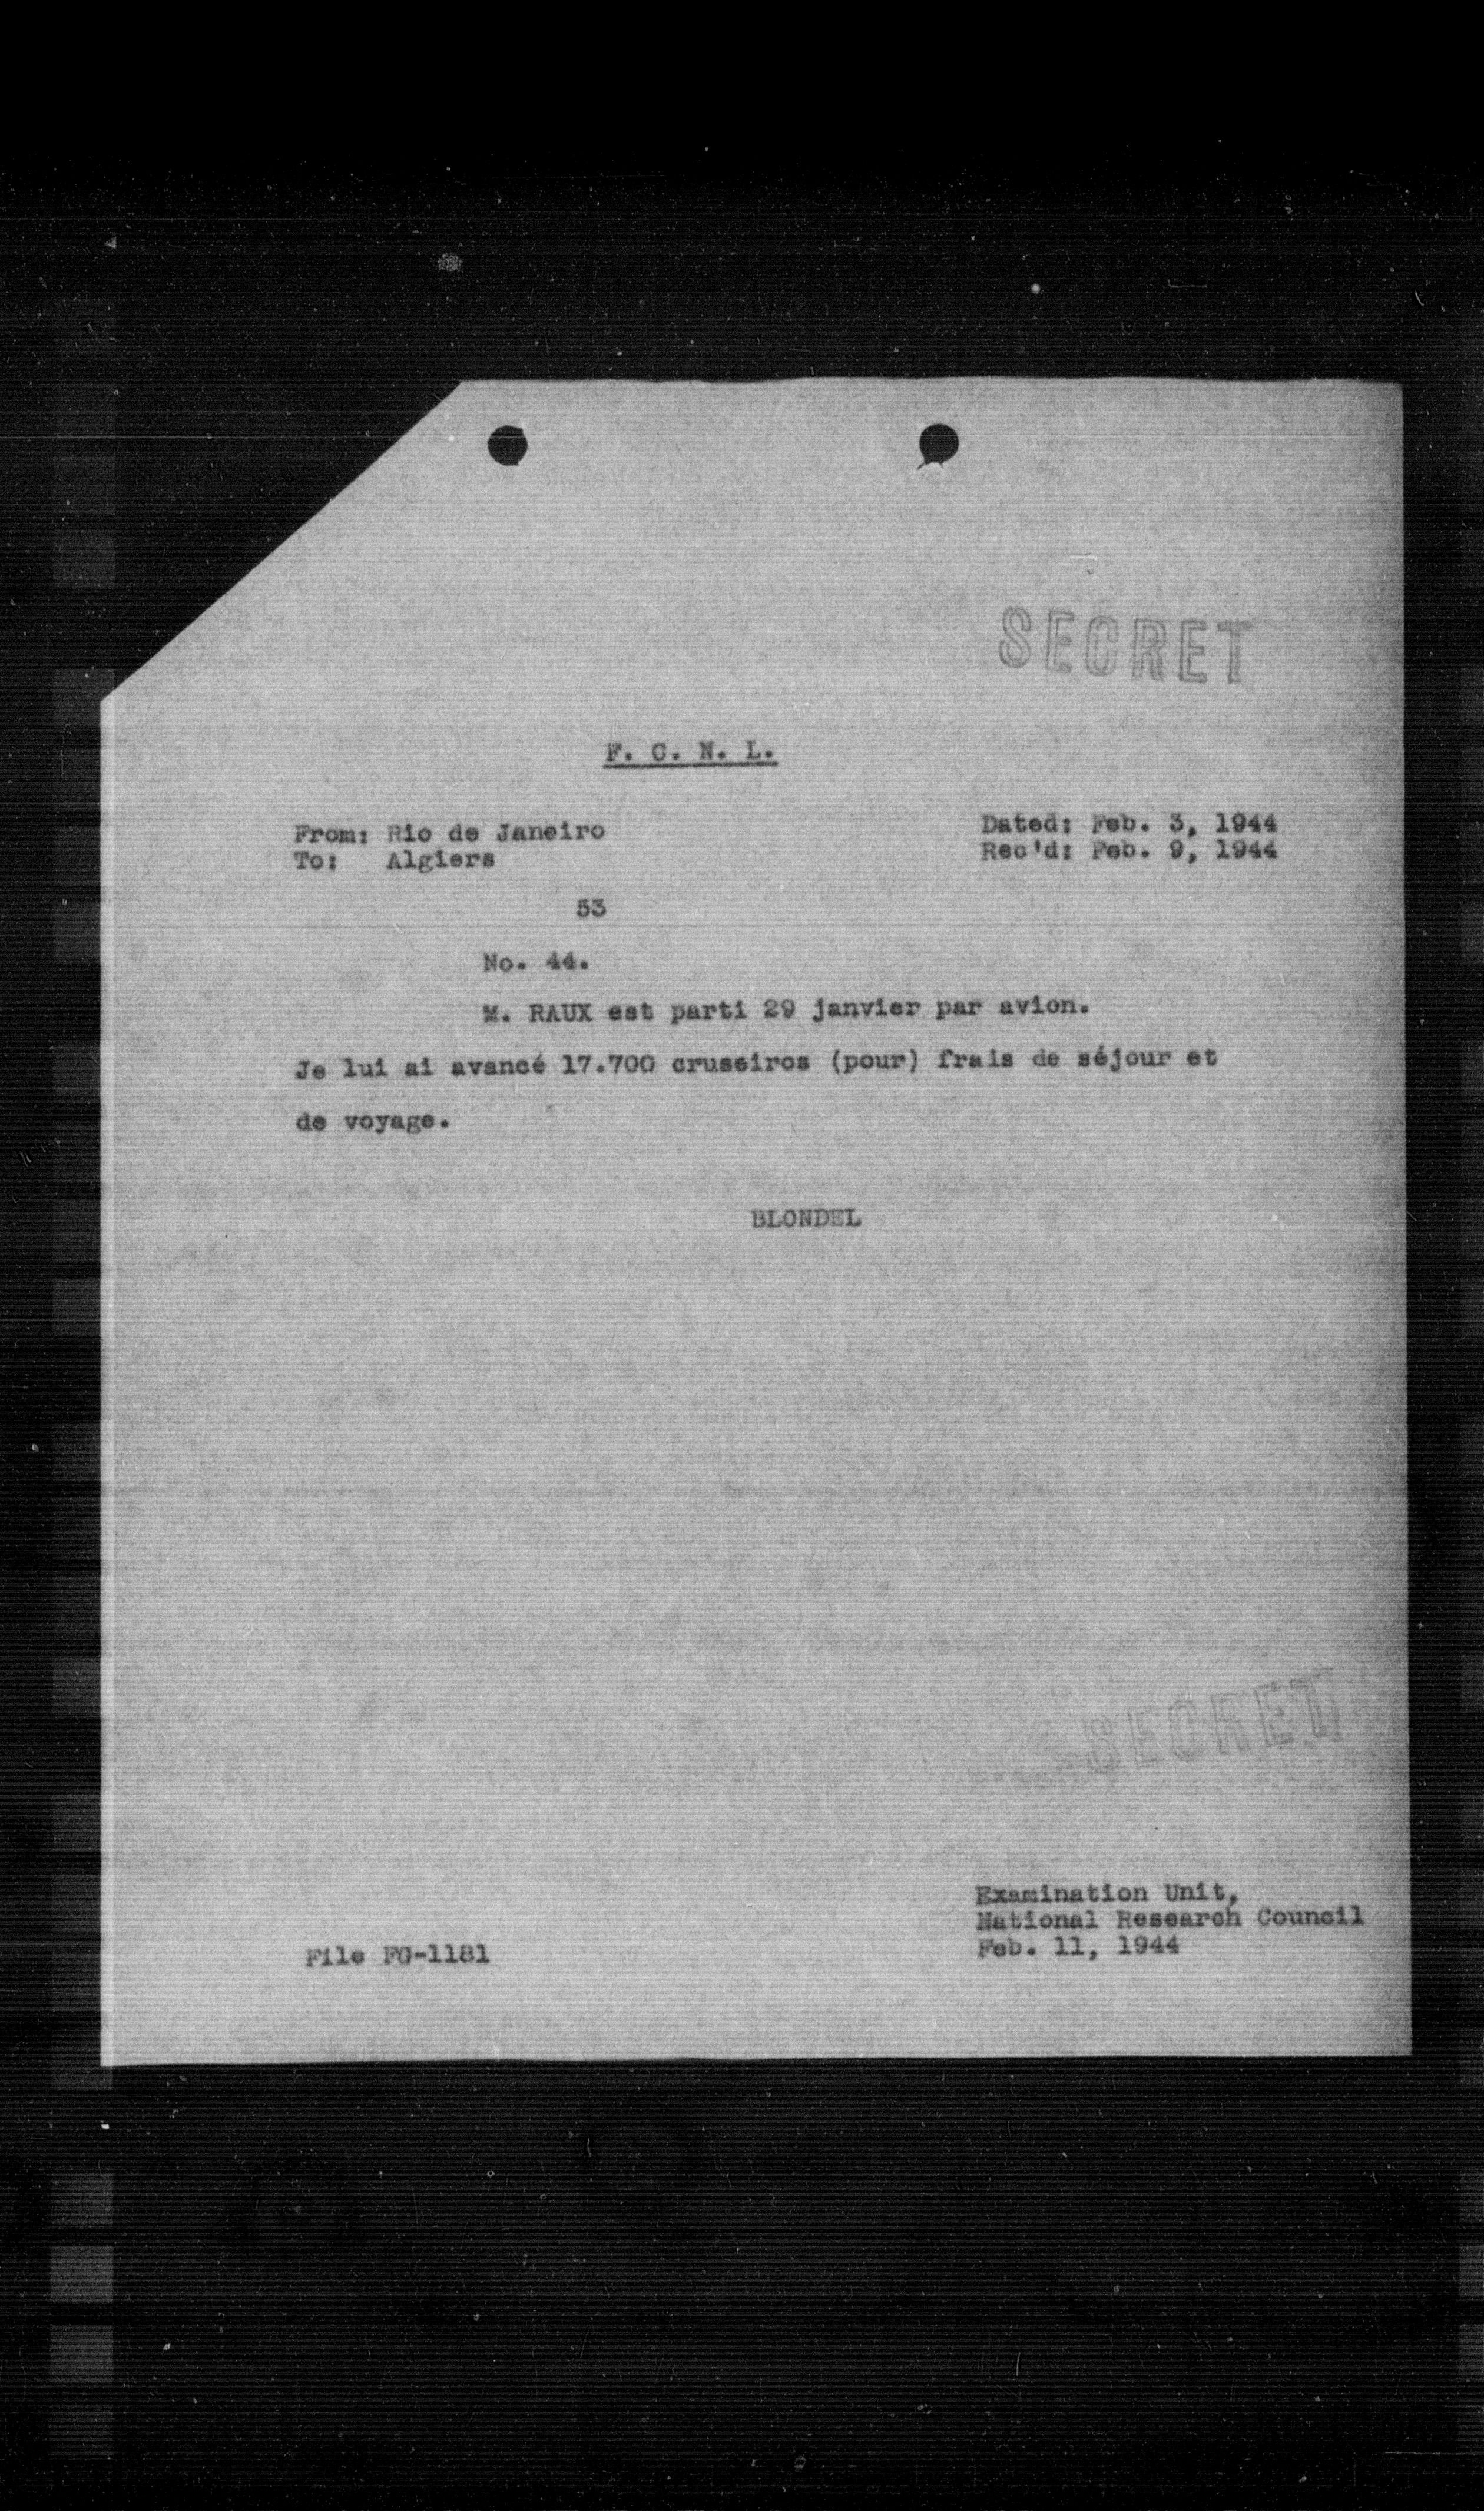 SECRET
F. C. N. L.
From: Rio de Janeiro
To: Algiers
Dated: Feb. 3, 1944
Rec'd: Feb. 9, 1944
53
No. 44.
M. RAUX est parti 29 janvier par avion.
Je lui ai avancé 17.700 cruseiros (pour) frais de séjour et
de voyage.
BLONDEL
SECRET
Examination Unit,
National Research Council
Feb. 11, 1944
File FG-1181